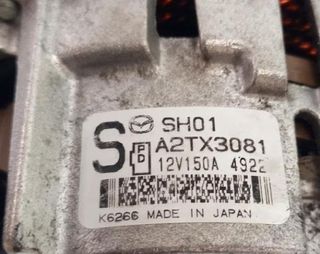 SH01
S P D A2TX3081
12V150A 4922
K6266 MADE IN JAPAN